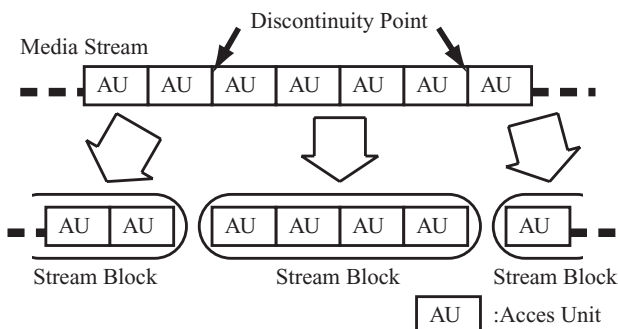 Discontinuity Point
Media Stream
AU AU AU AU AU AU AU
AU AU AU AU AU AU AU
Stream Block Stream Block Stream Block
AU :Acces Unit